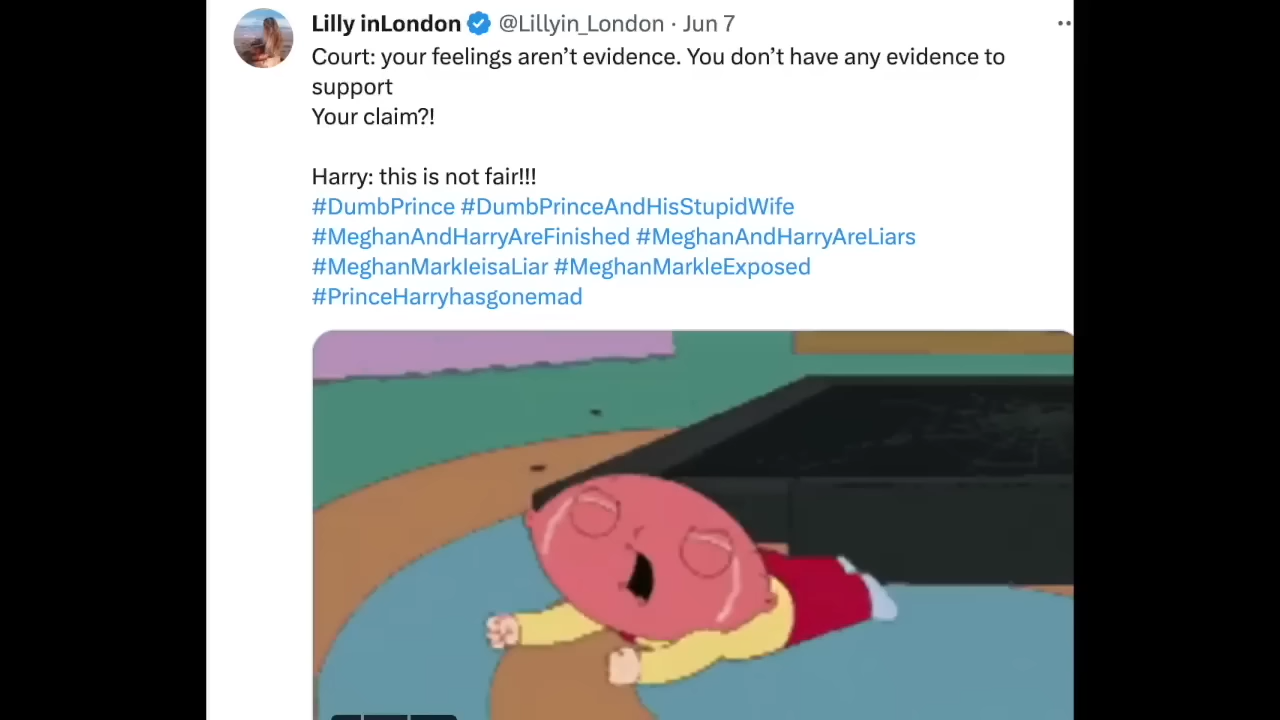 Lilly inLondon @Lillyin_London · Jun 7
Court: your feelings aren’t evidence. You don’t have any evidence to
support
Your claim?!
Harry: this is not fair!!!
#DumbPrince #DumbPrinceAndHisStupidWife
#MeghanAndHarryAreFinished #MeghanAndHarryAreLiars
#MeghanMarkleisaLiar #MeghanMarkleExposed
#PrinceHarryhasgonemad